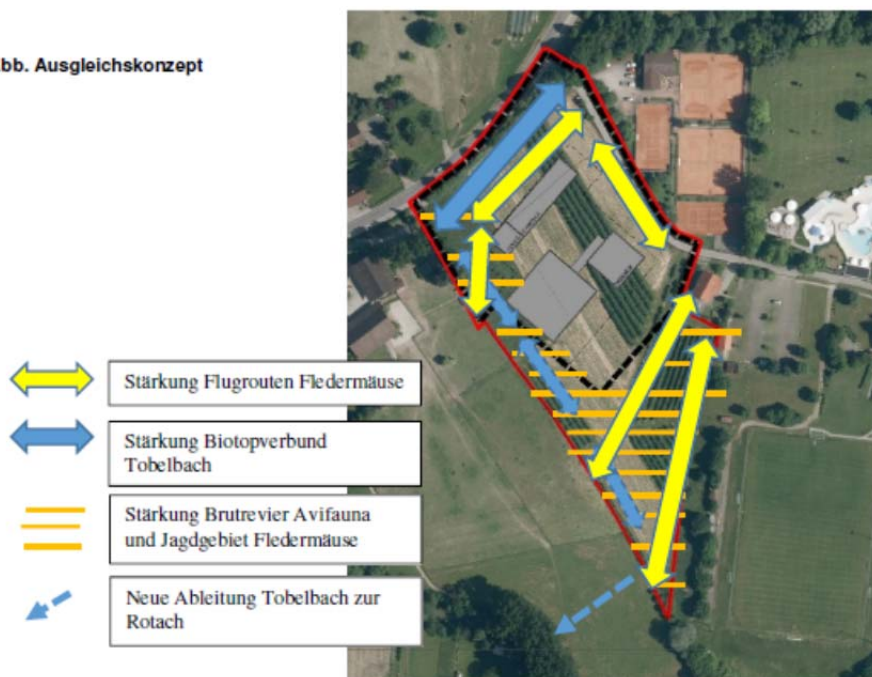 bb. Ausgleichskonzept
Stärkung Flugrouten Fledermäuse
Stärkung Biotopverbund
Tobelbach
Stärkung Brutrevier Avifauna
und Jagdgebiet Fledermäuse
Neue Ableitung Tobelbach zur
Rotach